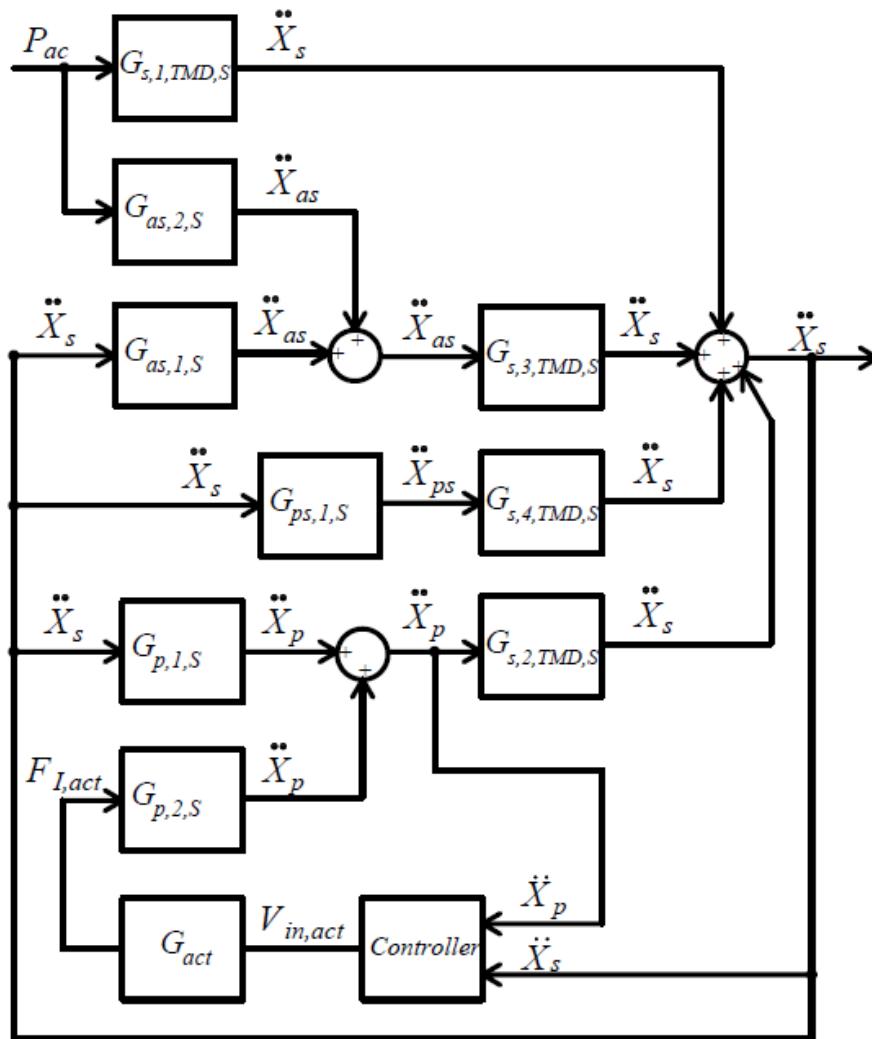 P_ac G_s,1,TMD,S Ẍ_s
G_as,2,S Ẍ_as
+
+
Ẍ_s G_as,1,S Ẍ_as + Ẍ_as G_s,3,TMD,S Ẍ_s + Ẍ_s
+ +
Ẍ_s G_ps,1,S Ẍ_ps G_s,4,TMD,S Ẍ_s
Ẍ_s G_p,1,S Ẍ_p + Ẍ_p G_s,2,TMD,S Ẍ_s
+
F_I,act G_p,2,S Ẍ_p
Ẍ_p
G_act V_in,act Controller
Ẍ_s